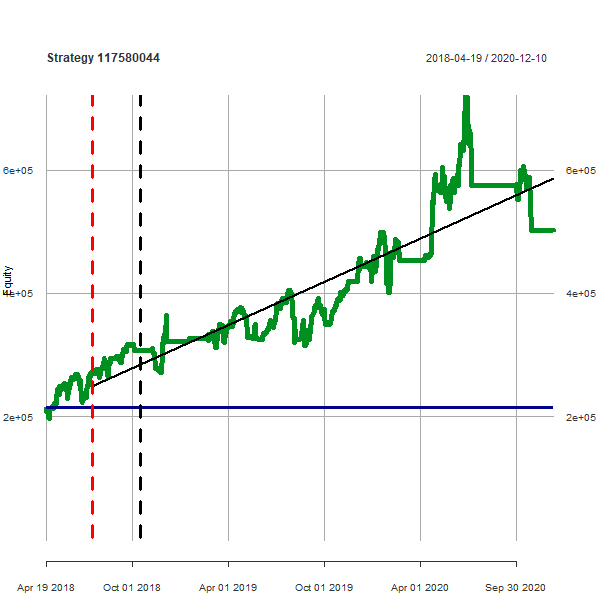 Strategy 117580044
2018-04-19 / 2020-12-10
6e+05
6e+05
Equity
4e+05
4e+05
2e+05
2e+05
Apr 19 2018
Oct 01 2018
Apr 01 2019
Oct 01 2019
Apr 01 2020
Sep 30 2020